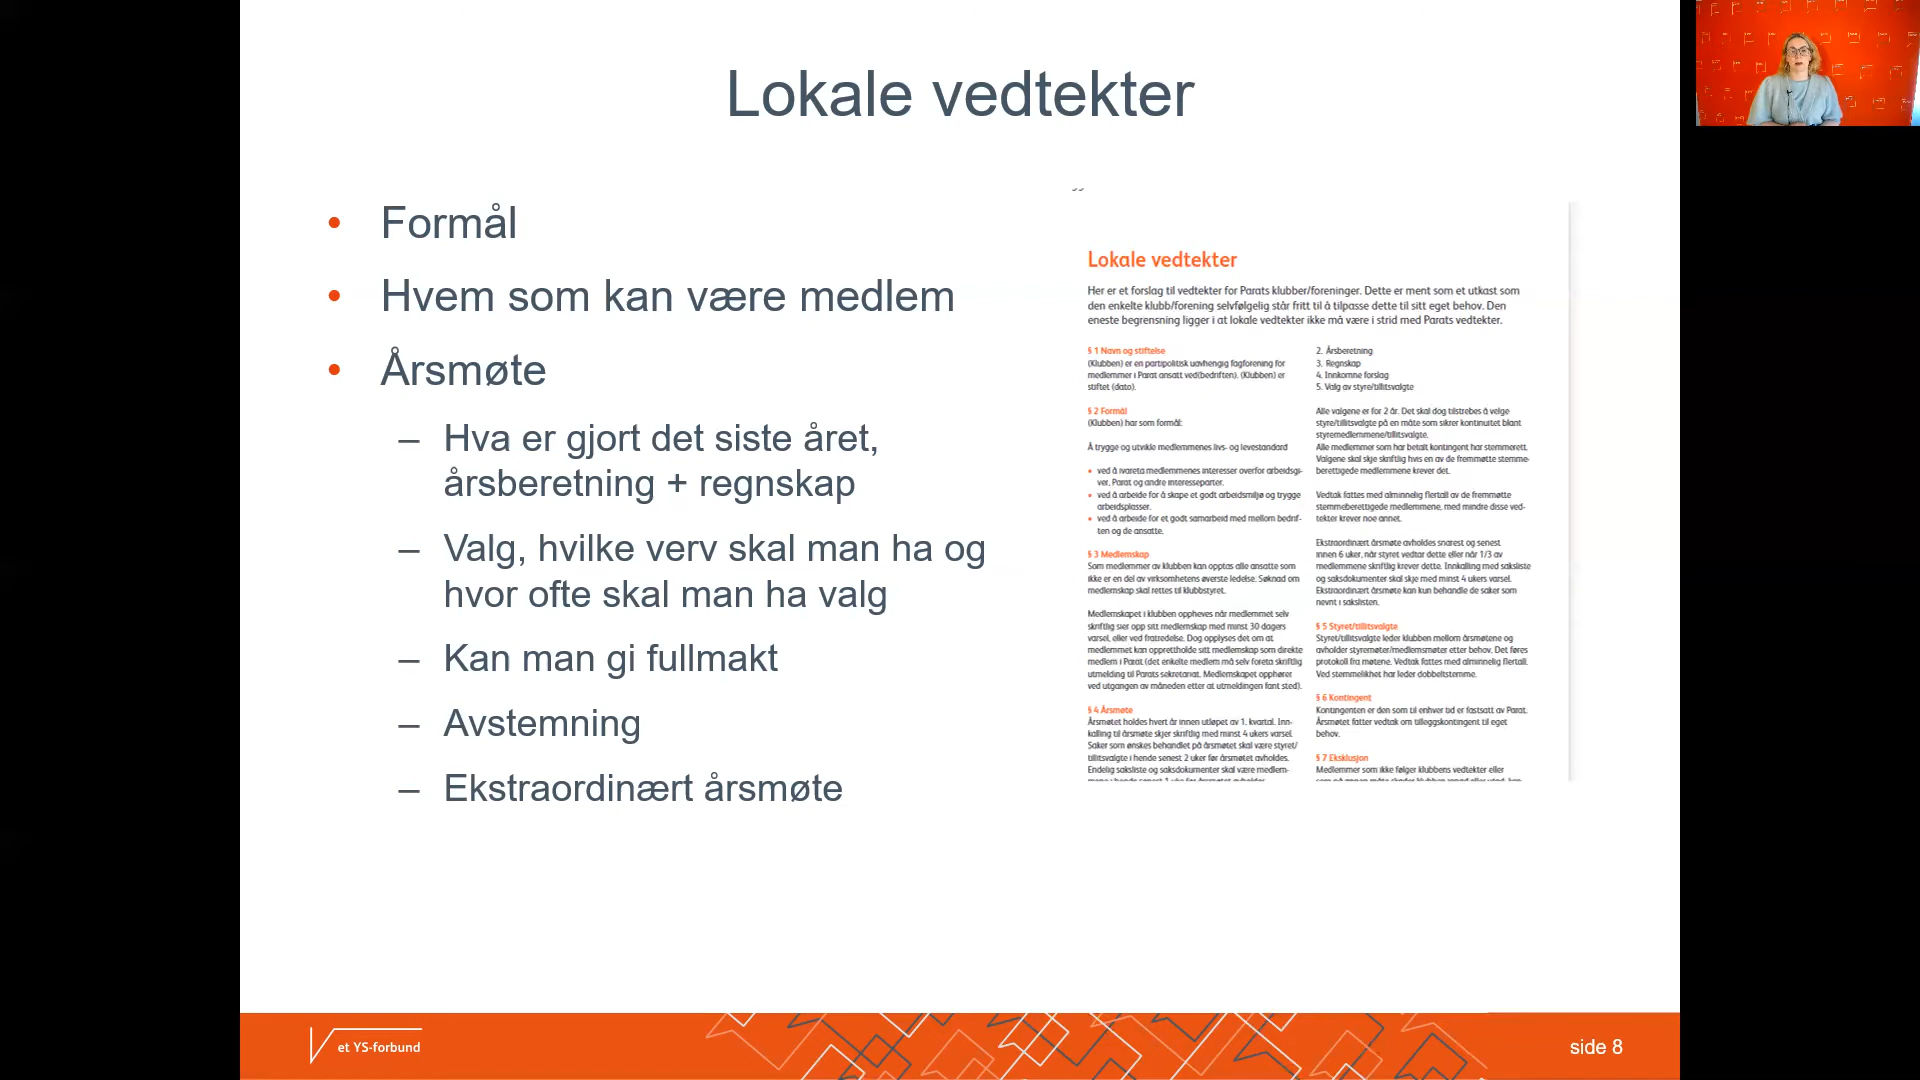 Lokale vedtekter
• Formål
• Hvem som kan være medlem
• Årsmøte
– Hva er gjort det siste året,
årsberetning + regnskap
– Valg, hvilke verv skal man ha og
hvor ofte skal man ha valg
– Kan man gi fullmakt
– Avstemning
– Ekstraordinært årsmøte
Lokale vedtekter
Her er et forslag til vedtekter for Parats klubber/foreninger. Dette er ment som et utkast som
den enkelte klubb/forening selvfølgelig står fritt til å tilpasse dette til sitt eget behov. Den
eneste begrensning ligger i at lokale vedtekter ikke må være i strid med Parats vedtekter.
§ 1 Navn og stiftelse
(Klubben) er en partipolitisk uavhengig fagforening for
medlemmer i Parat ansatt ved(bedriften). (Klubben) er
stiftet (dato).
§ 2 Formål
(Klubben) har som formål:
Å trygge og utvikle medlemmenes livs- og levestandard
• ved å ivareta medlemmenes interesser overfor arbeidsgi-
ver, Parat og andre interesseparter.
• ved å arbeide for å skape et godt arbeidsmiljø og trygge
arbeidsplasser.
• ved å arbeide for et godt samarbeid med mellom bedrif-
ten og de ansatte.
§ 3 Medlemskap
Som medlemmer av klubben kan opptas alle ansatte som
ikke er en del av virksomhetens øverste ledelse. Søknad om
medlemskap skal rettes til klubbstyret.
Medlemskapet i klubben oppheves når medlemmet selv
skriftlig sier opp sitt medlemskap med minst 30 dagers
varsel, eller ved fratredelse. Dog opplyses det om at
medlemmet kan opprettholde sitt medlemskap som direkte
medlem i Parat (det enkelte medlem må selv foreta skriftlig
utmelding til Parats sekretariat. Medlemskapet opphører
ved utgangen av måneden etter at utmeldingen fant sted).
§ 4 Årsmøte
Årsmøtet holdes hvert år innen utløpet av 1. kvartal. Inn-
kalling til årsmøte skjer skriftlig med minst 4 ukers varsel.
Saker som ønskes behandlet på årsmøtet skal være styret/
tillitsvalgte i hende senest 2 uker før årsmøtet avholdes.
Endelig saksliste og saksdokumenter skal være medlem-
2. Årsberetning
3. Regnskap
4. Innkomne forslag
5. Valg av styre/tillitsvalgte
Alle valgene er for 2 år. Det skal dog tilstrebes å velge
styre/tillitsvalgte på en måte som sikrer kontinuitet blant
styremedlemmene/tillitsvalgte.
Alle medlemmer som har betalt kontingent har stemmerett.
Valgene skal skje skriftlig hvis en av de fremmøtte stemme-
berettigede medlemmene krever det.
Vedtak fattes med alminnelig flertall av de fremmøtte
stemmeberettigede medlemmene, med mindre disse ved-
tekter krever noe annet.
Ekstraordinært årsmøte avholdes snarest og senest
innen 6 uker, når styret vedtar dette eller når 1/3 av
medlemmene skriftlig krever dette. Innkalling med saksliste
og saksdokumenter skal skje med minst 4 ukers varsel.
Ekstraordinært årsmøte kan kun behandle de saker som
nevnt i sakslisten.
§ 5 Styret/tillitsvalgte
Styret/tillitsvalgte leder klubben mellom årsmøtene og
avholder styremøter/medlemsmøter etter behov. Det føres
protokoll fra møtene. Vedtak fattes med alminnelig flertall.
Ved stemmelikhet har leder dobbeltstemme.
§ 6 Kontingent
Kontingenten er den som til enhver tid er fastsatt av Parat.
Årsmøtet fatter vedtak om tilleggskontingent til eget
behov.
§ 7 Eksklusjon
Medlemmer som ikke følger klubbens vedtekter eller
et YS-forbund
side 8